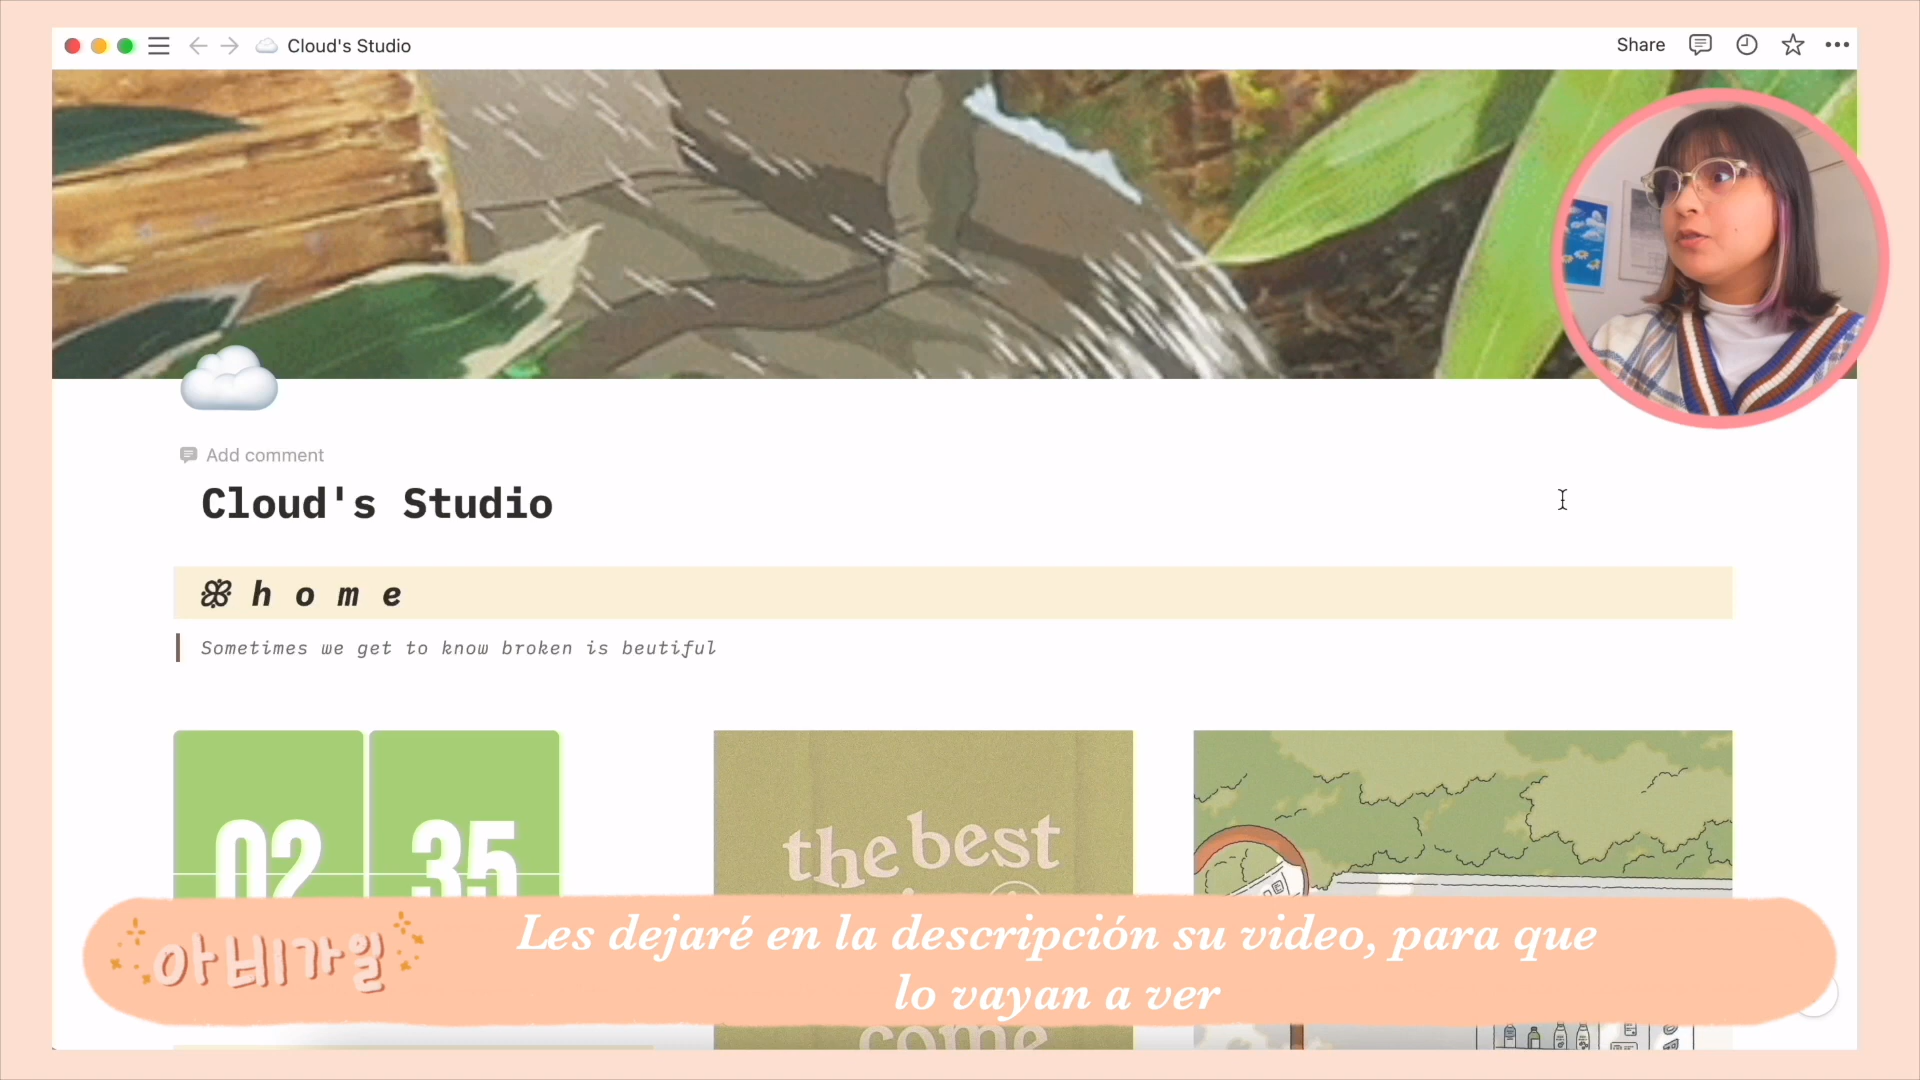 Cloud's Studio
Share
Add comment
Cloud's Studio
h o m e
Sometimes we get to know broken is beutiful
02 35
the best
come
아비가일
Les dejaré en la descripción su video, para que
lo vayan a ver